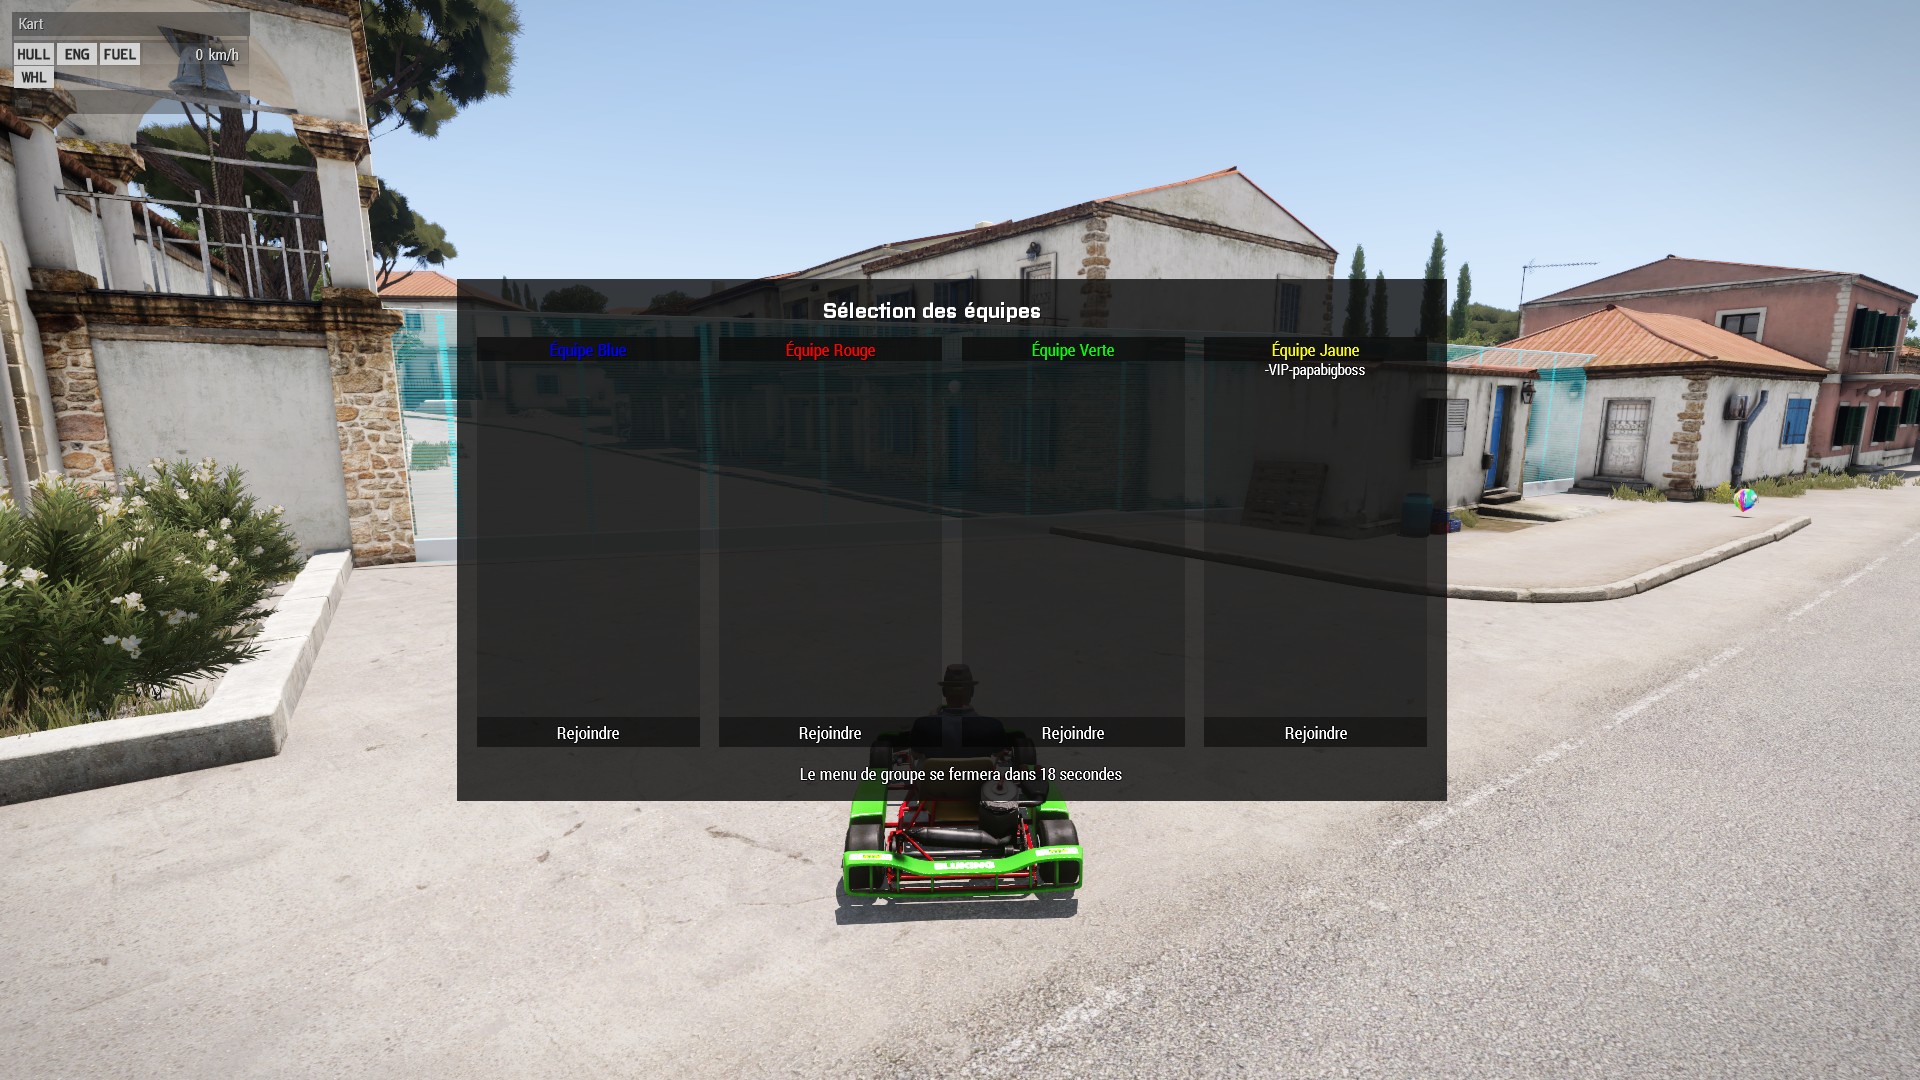 Kart
HULL ENG FUEL 0 km/h
WHL
Sélection des équipes
Équipe Blue Équipe Rouge Équipe Verte Équipe Jaune
-VIP-papabigboss
Rejoindre Rejoindre Rejoindre Rejoindre
Le menu de groupe se fermera dans 18 secondes